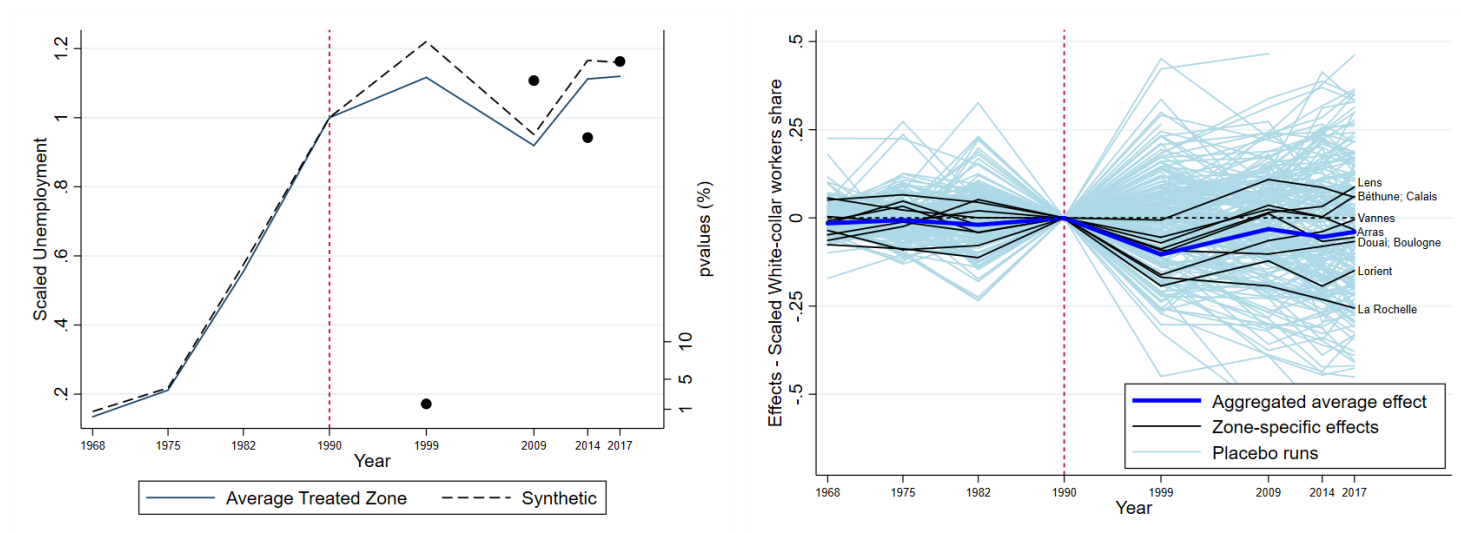 1.2
1
.8
.6
.4
.2
Scaled Unemployment
10
5
1
pvalues (%)
1968 1975 1982 1990 1999 2009 2014 2017
Year
Average Treated Zone
Synthetic
.5
.25
0
-.25
-.5
Effects - Scaled White-collar workers share
Lens
Béthune; Calais
Vannes
Arras
Douai; Boulogne
Lorient
La Rochelle
Aggregated average effect
Zone-specific effects
Placebo runs
1968 1975 1982 1990 1999 2009 2014 2017
Year